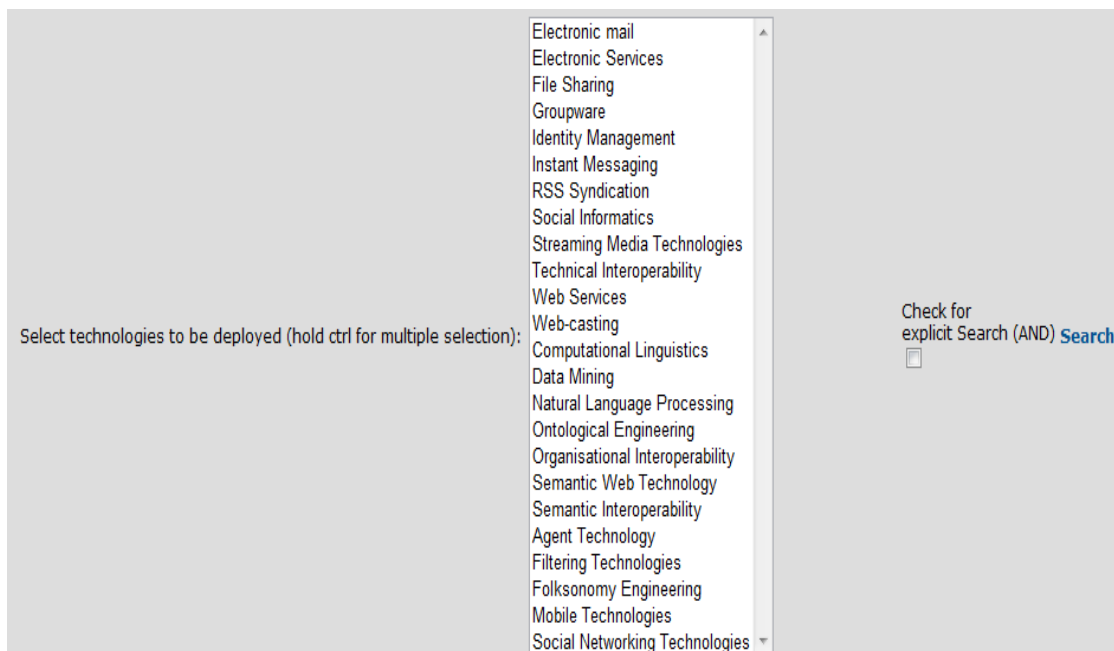 Select technologies to be deployed (hold ctrl for multiple selection):
Electronic mail
Electronic Services
File Sharing
Groupware
Identity Management
Instant Messaging
RSS Syndication
Social Informatics
Streaming Media Technologies
Technical Interoperability
Web Services
Web-casting
Computational Linguistics
Data Mining
Natural Language Processing
Ontological Engineering
Organisational Interoperability
Semantic Web Technology
Semantic Interoperability
Agent Technology
Filtering Technologies
Folksonomy Engineering
Mobile Technologies
Social Networking Technologies
Check for
explicit Search (AND) Search